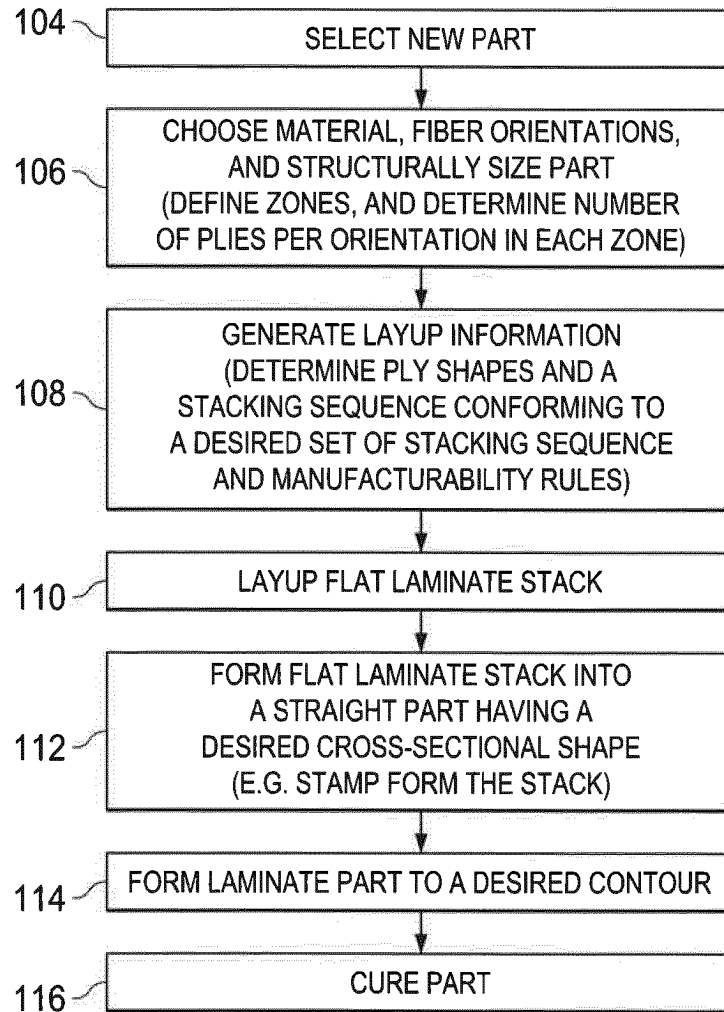 104
SELECT NEW PART
106
CHOOSE MATERIAL, FIBER ORIENTATIONS,
AND STRUCTURALLY SIZE PART
(DEFINE ZONES, AND DETERMINE NUMBER
OF PLIES PER ORIENTATION IN EACH ZONE)
108
GENERATE LAYUP INFORMATION
(DETERMINE PLY SHAPES AND A
STACKING SEQUENCE CONFORMING TO
A DESIRED SET OF STACKING SEQUENCE
AND MANUFACTURABILITY RULES)
110
LAYUP FLAT LAMINATE STACK
112
FORM FLAT LAMINATE STACK INTO
A STRAIGHT PART HAVING A
DESIRED CROSS-SECTIONAL SHAPE
(E.G. STAMP FORM THE STACK)
114
FORM LAMINATE PART TO A DESIRED CONTOUR
116
CURE PART